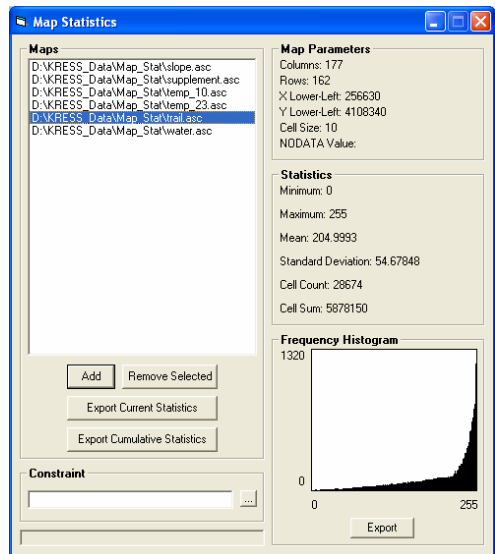 Map Statistics
Maps
D:\KRESS_Data\Map_Stat\slope.asc
D:\KRESS_Data\Map_Stat\supplement.asc
D:\KRESS_Data\Map_Stat\temp_10.asc
D:\KRESS_Data\Map_Stat\temp_23.asc
D:\KRESS_Data\Map_Stat\trail.asc
D:\KRESS_Data\Map_Stat\water.asc
Add
Remove Selected
Export Current Statistics
Export Cumulative Statistics
Constraint
...
Map Parameters
Columns: 177
Rows: 162
X Lower-Left: 256630
Y Lower-Left: 4108340
Cell Size: 10
NODATA Value:
Statistics
Minimum: 0
Maximum: 255
Mean: 204.9993
Standard Deviation: 54.67848
Cell Count: 28674
Cell Sum: 5878150
Frequency Histogram
1320
0
0 255
Export